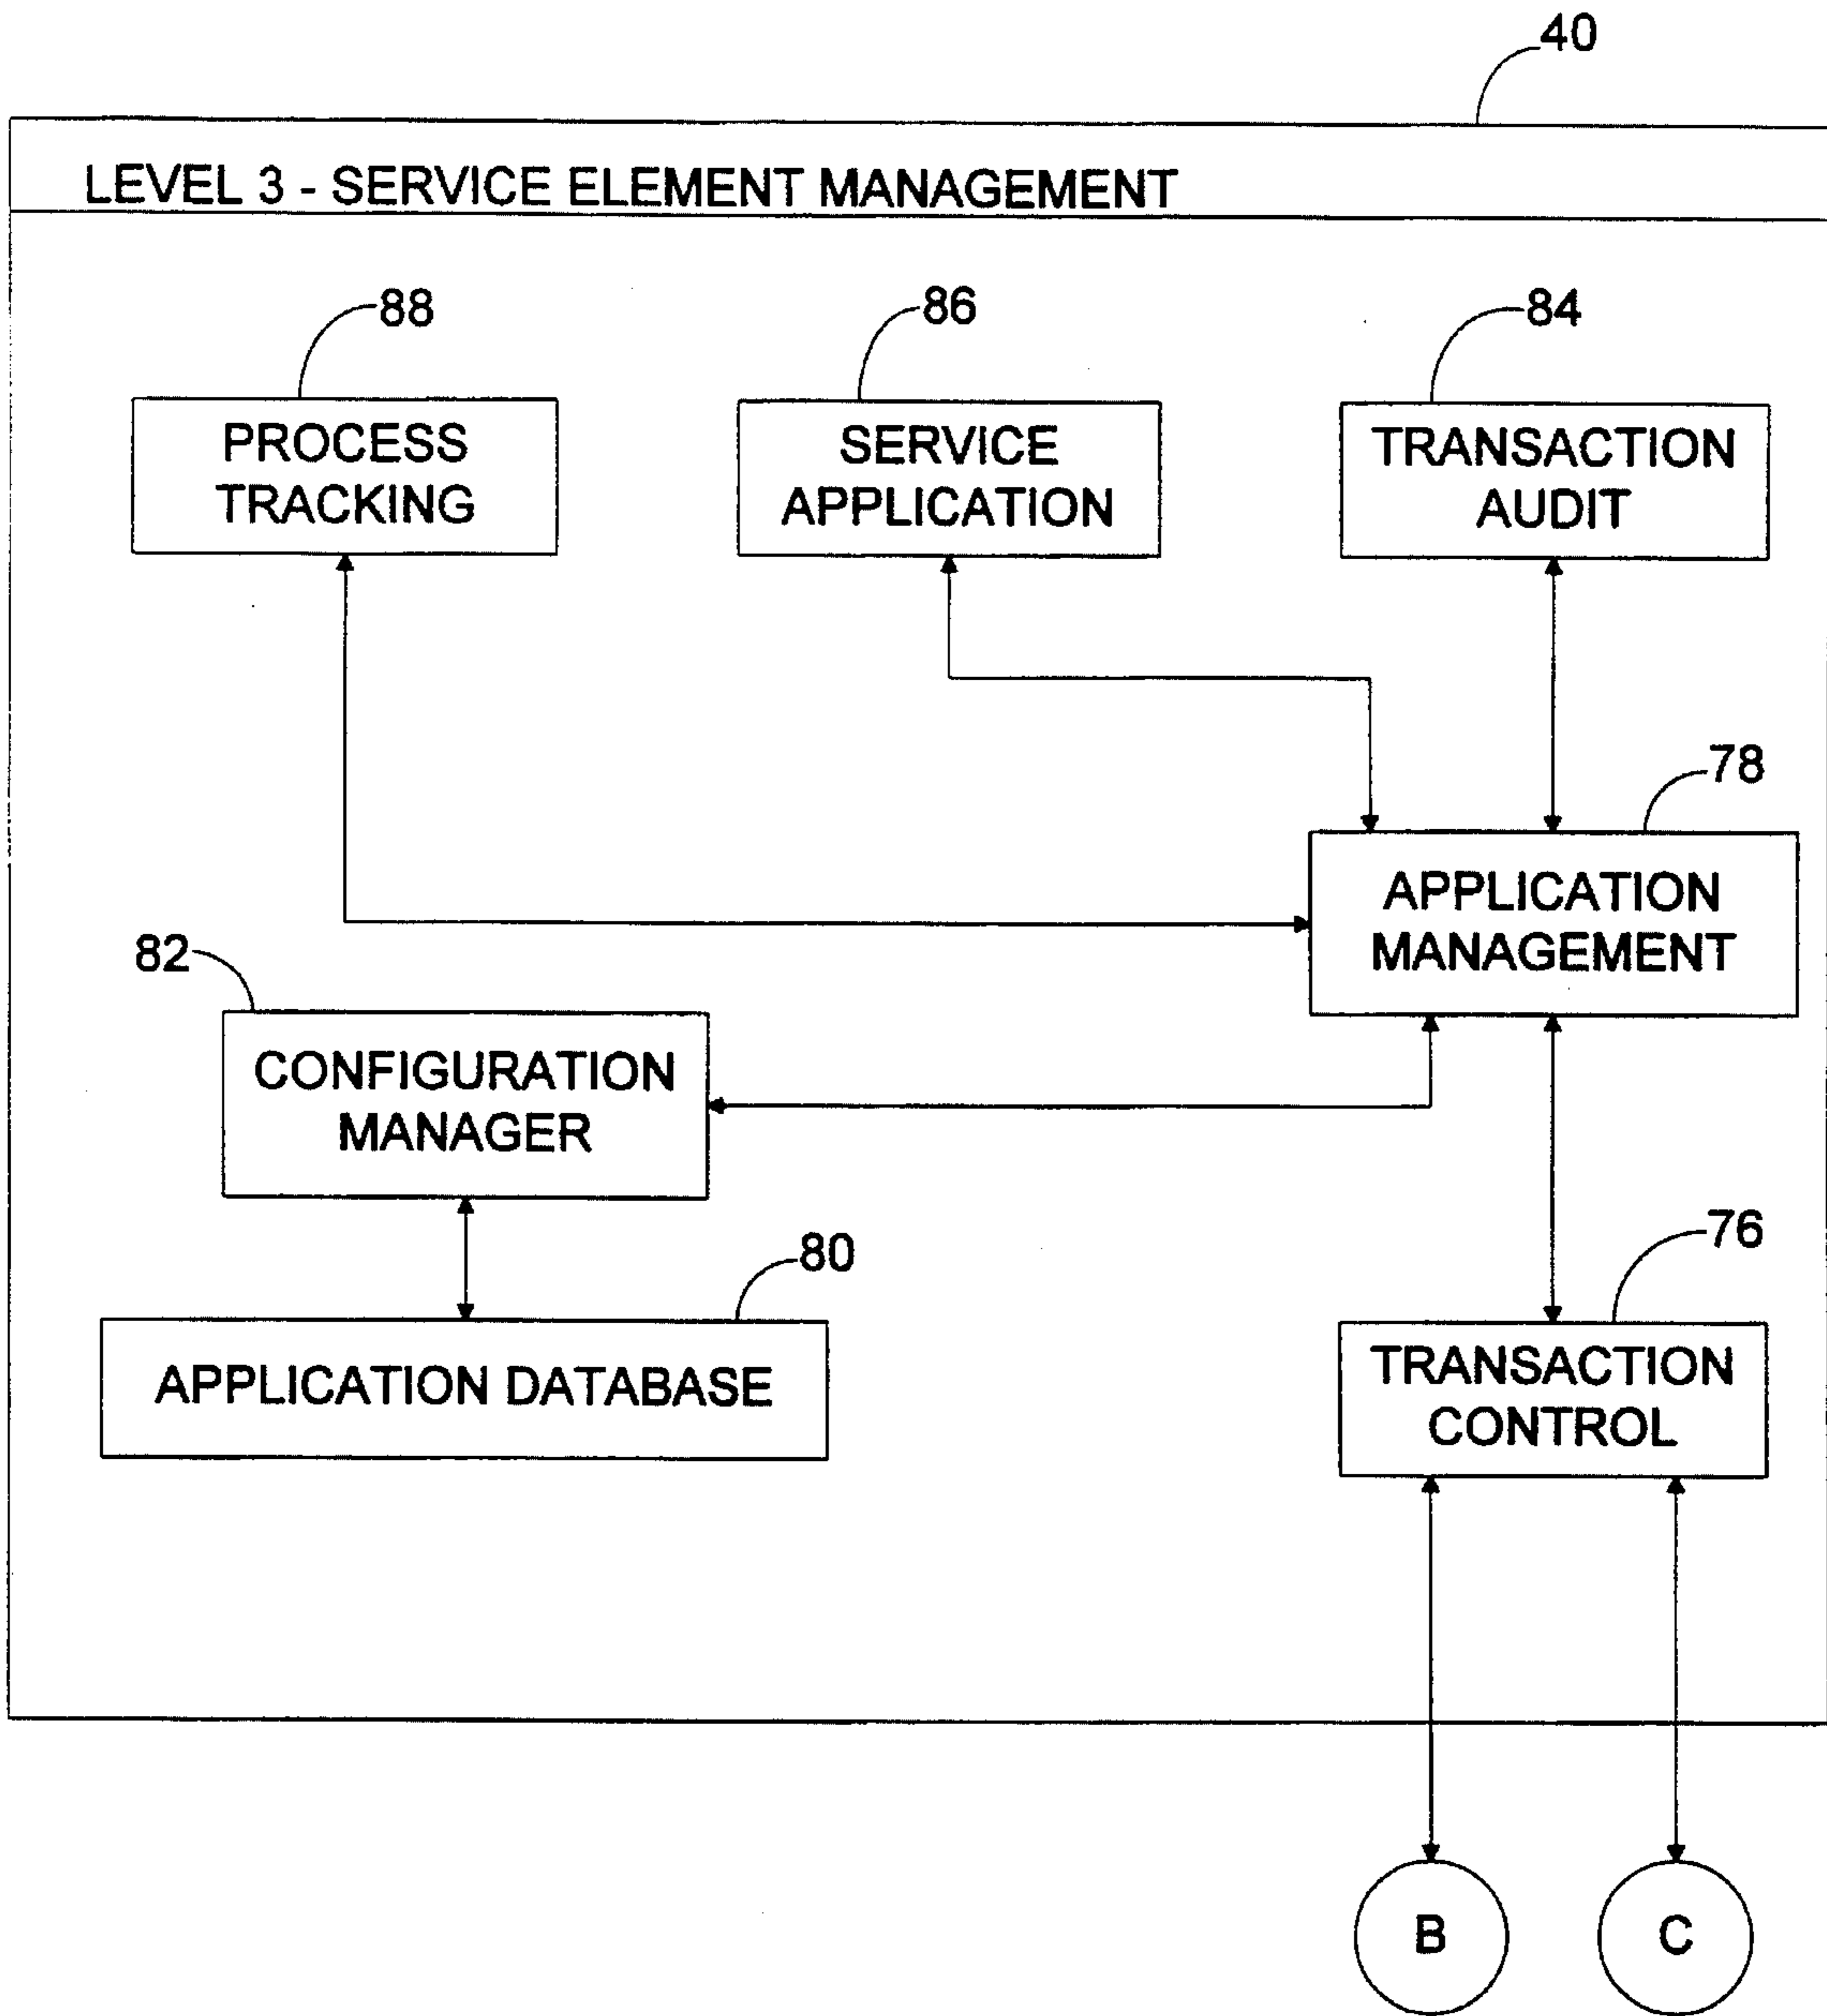 40
LEVEL 3 - SERVICE ELEMENT MANAGEMENT
88
86
84
PROCESS
TRACKING
SERVICE
APPLICATION
TRANSACTION
AUDIT
78
APPLICATION
MANAGEMENT
82
CONFIGURATION
MANAGER
80
APPLICATION DATABASE
76
TRANSACTION
CONTROL
B
C